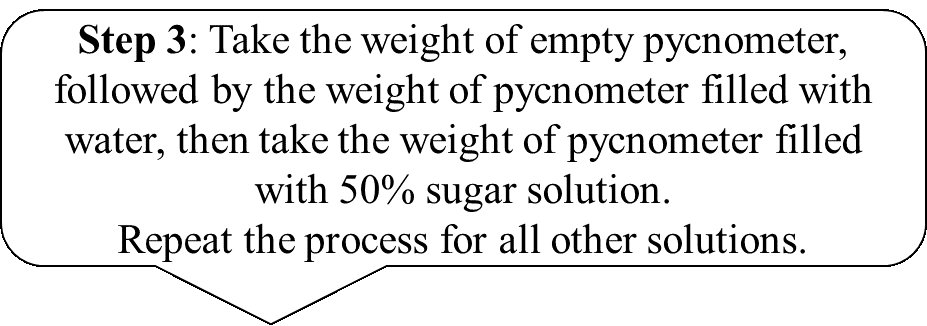 Step 3: Take the weight of empty pycnometer,
followed by the weight of pycnometer filled with
water, then take the weight of pycnometer filled
with 50% sugar solution.
Repeat the process for all other solutions.